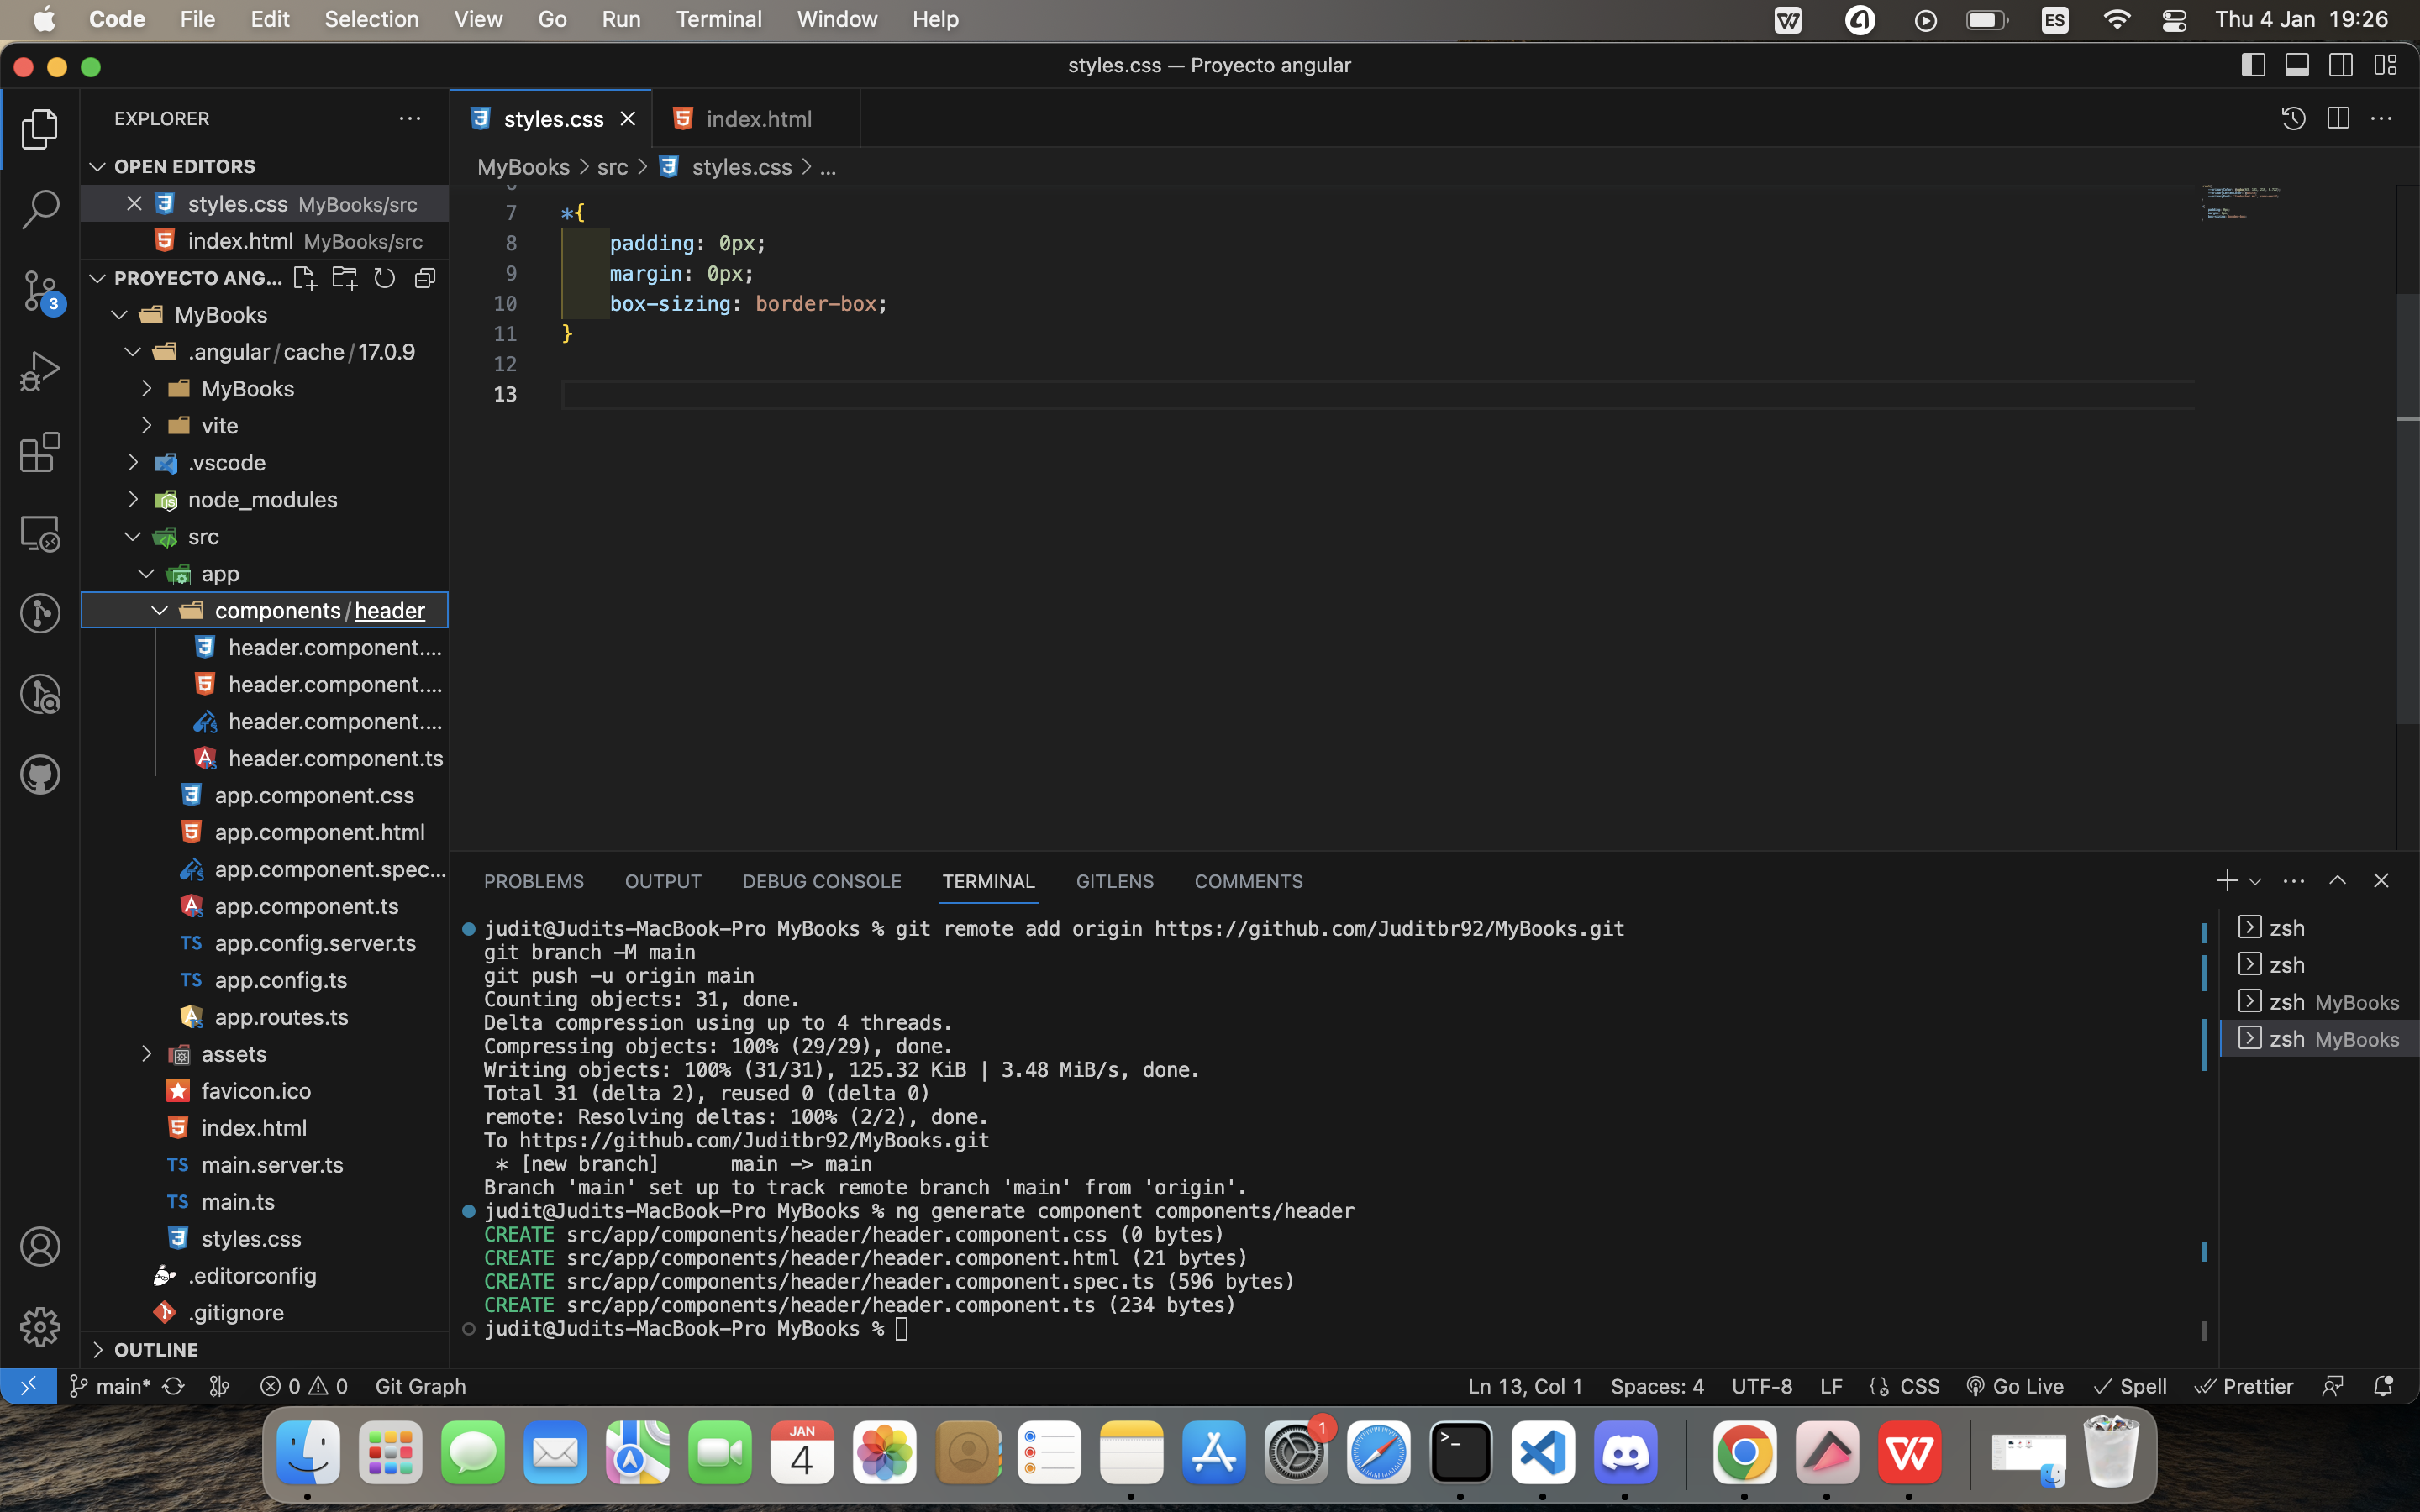 Code File Edit Selection View Go Run Terminal Window Help ES Thu 4 Jan 19:26
styles.css — Proyecto angular
EXPLORER
OPEN EDITORS
styles.css MyBooks/src
index.html MyBooks/src
PROYECTO ANG...
MyBooks
.angular/cache/17.0.9
MyBooks
vite
.vscode
node_modules
src
app
components/header
header.component....
header.component....
header.component....
header.component.ts
app.component.css
app.component.html
app.component.spec...
app.component.ts
TS app.config.server.ts
TS app.config.ts
app.routes.ts
assets
favicon.ico
index.html
TS main.server.ts
TS main.ts
styles.css
.editorconfig
.gitignore
OUTLINE
3
styles.css index.html
MyBooks > src > styles.css > ...
7 *{
8 padding: 0px;
9 margin: 0px;
10 box-sizing: border-box;
11 }
12
13
PROBLEMS OUTPUT DEBUG CONSOLE TERMINAL GITLENS COMMENTS
judit@Judits-MacBook-Pro MyBooks % git remote add origin https://github.com/Juditbr92/MyBooks.git
git branch -M main
git push -u origin main
Counting objects: 31, done.
Delta compression using up to 4 threads.
Compressing objects: 100% (29/29), done.
Writing objects: 100% (31/31), 125.32 KiB | 3.48 MiB/s, done.
Total 31 (delta 2), reused 0 (delta 0)
remote: Resolving deltas: 100% (2/2), done.
To https://github.com/Juditbr92/MyBooks.git
* [new branch] main -> main
Branch 'main' set up to track remote branch 'main' from 'origin'.
judit@Judits-MacBook-Pro MyBooks % ng generate component components/header
CREATE src/app/components/header/header.component.css (0 bytes)
CREATE src/app/components/header/header.component.html (21 bytes)
CREATE src/app/components/header/header.component.spec.ts (596 bytes)
CREATE src/app/components/header/header.component.ts (234 bytes)
judit@Judits-MacBook-Pro MyBooks %
zsh
zsh
zsh MyBooks
zsh MyBooks
main* 0 0 Git Graph Ln 13, Col 1 Spaces: 4 UTF-8 LF CSS Go Live Spell Prettier
JAN
4
1